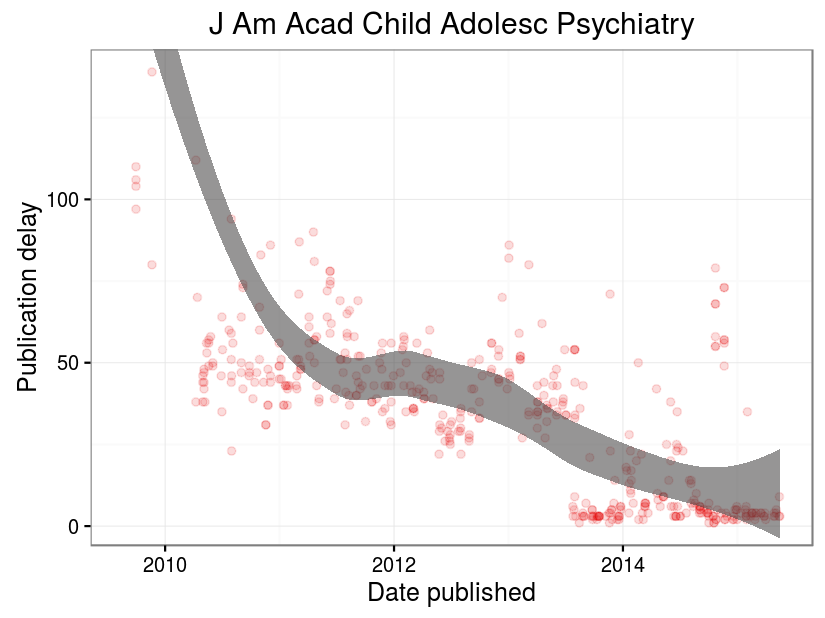 J Am Acad Child Adolesc Psychiatry
Publication delay
100
50
0
2010 2012 2014
Date published